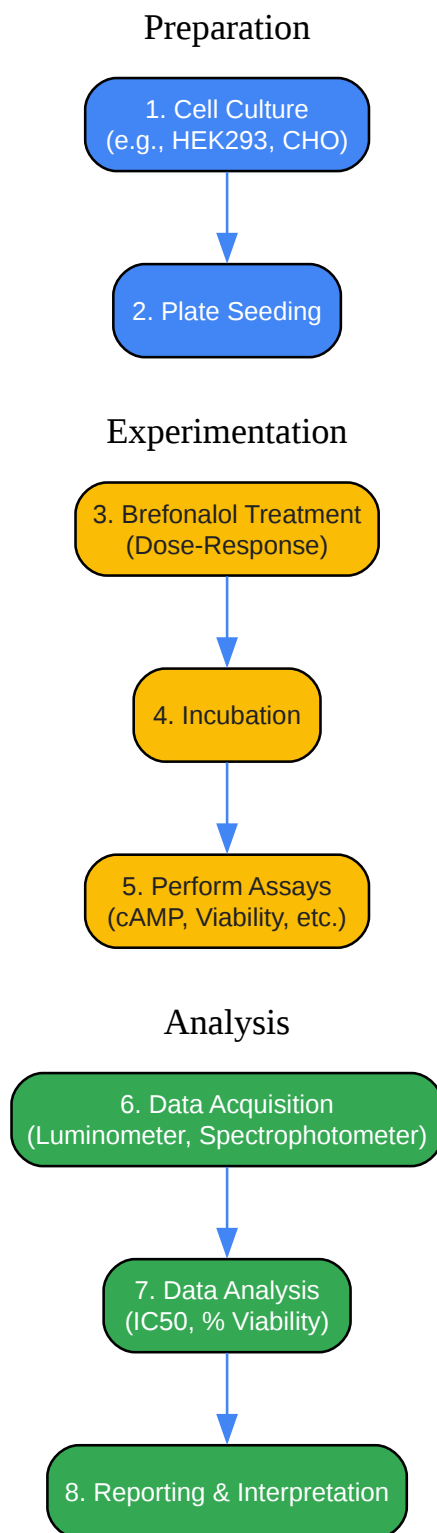 Preparation
1. Cell Culture
(e.g., HEK293, CHO)
2. Plate Seeding
Experimentation
3. Brefonalol Treatment
(Dose-Response)
4. Incubation
5. Perform Assays
(cAMP, Viability, etc.)
Analysis
6. Data Acquisition
(Luminometer, Spectrophotometer)
7. Data Analysis
(IC50, % Viability)
8. Reporting & Interpretation